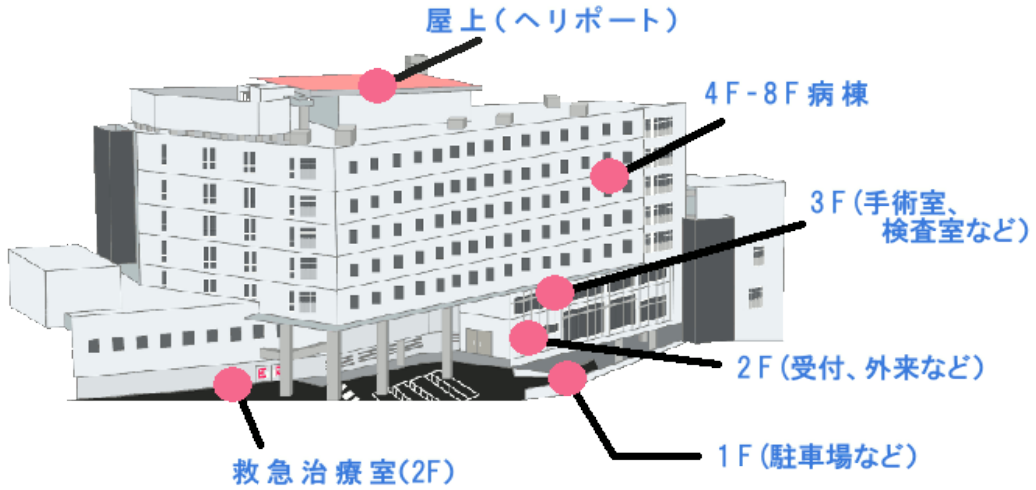 屋上(ヘリポート)
4F-8F病棟
3F(手術室、
検査室など)
2F(受付、外来など)
1F(駐車場など)
救急治療室(2F)